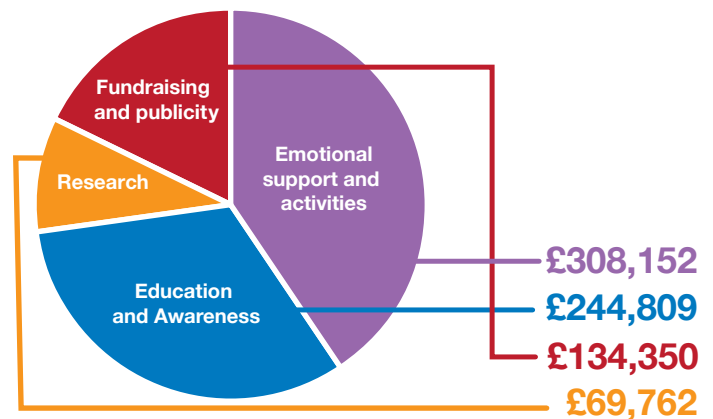 Fundraising
and publicity
Emotional
support and
activities
Research
Education
and Awareness
£308,152
£244,809
£134,350
£69,762